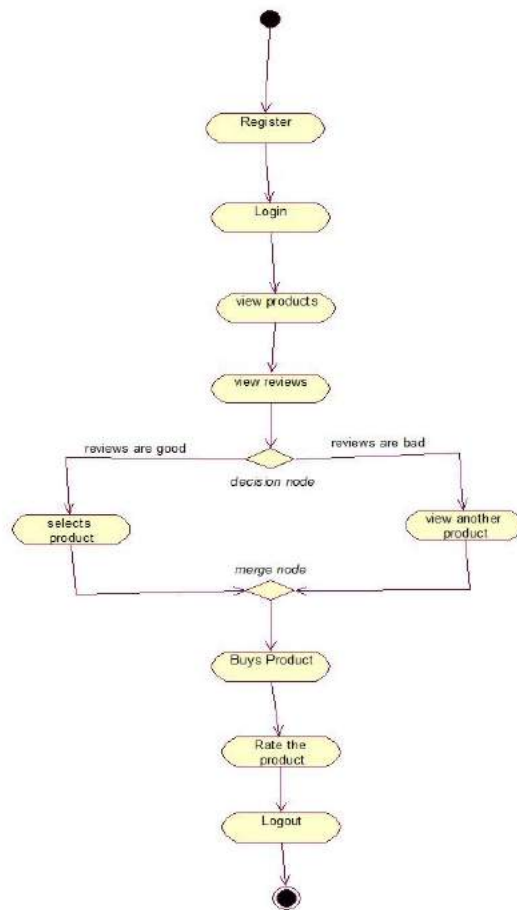 Register
Login
view products
view reviews
reviews are good
reviews are bad
decision node
selects
product
view another
product
merge node
Buys Product
Rate the
product
Logout